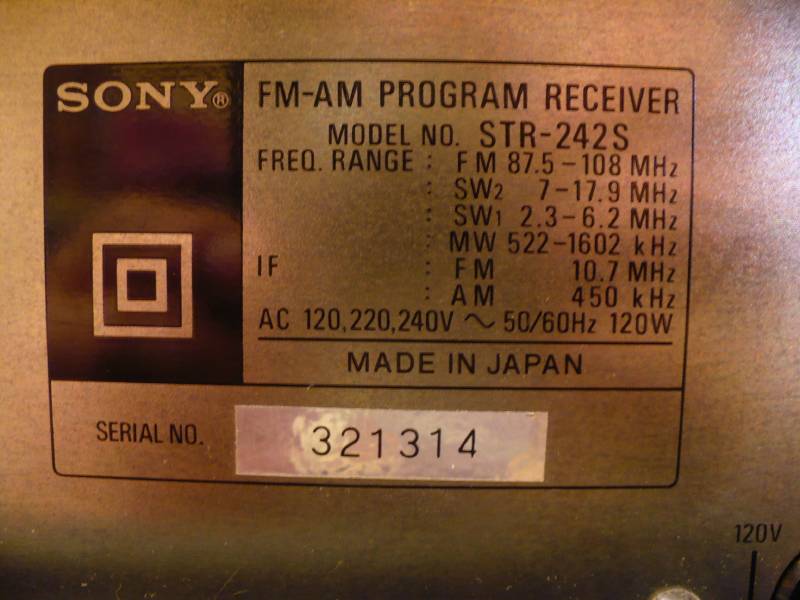 SONY®
FM-AM PROGRAM RECEIVER
MODEL NO. STR-242S
FREQ. RANGE : FM 87.5-108 MHz
: SW2 7-17.9 MHz
: SW1 2.3-6.2 MHz
: MW 522-1602 kHz
IF : FM 10.7 MHz
: AM 450 kHz
AC 120,220,240V ~ 50/60Hz 120W
MADE IN JAPAN
SERIAL NO. 321314
120V